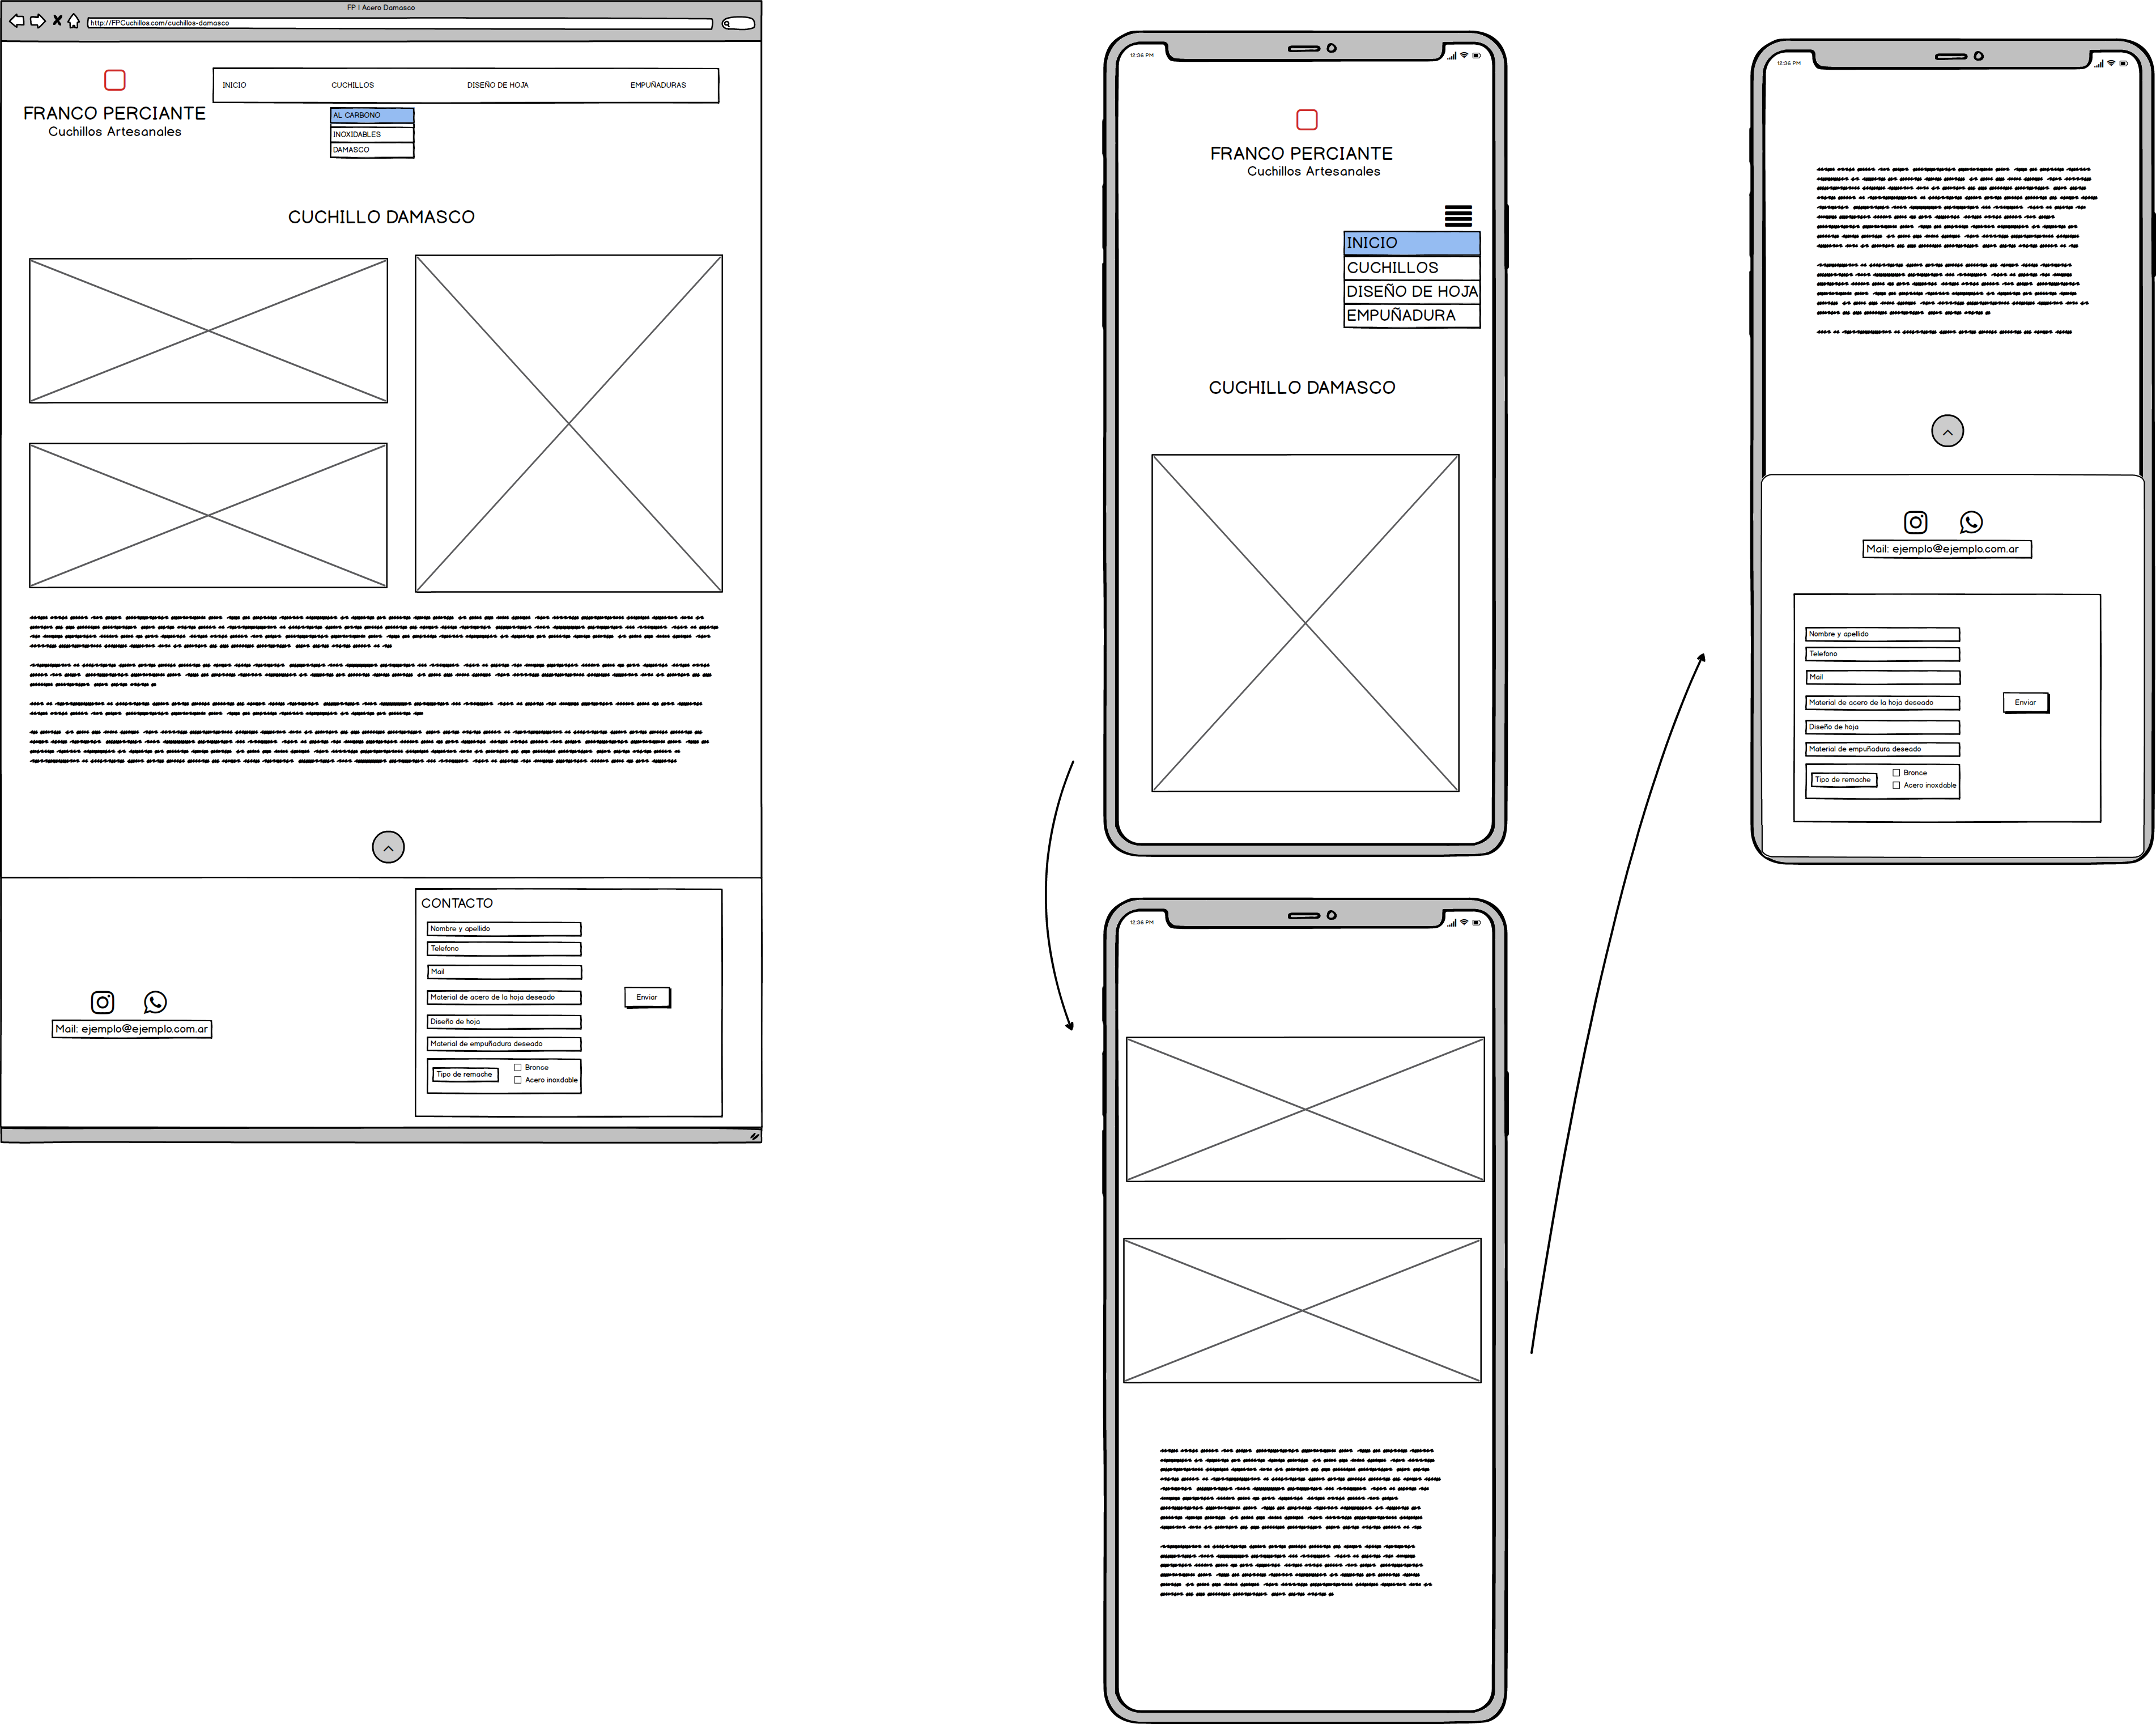 FP | Acero Damasco
http://FPCuchillos.com/cuchillos-damasco
FRANCO PERCIANTE
Cuchillos Artesanales
INICIO
CUCHILLOS
DISEÑO DE HOJA
EMPUÑADURAS
AL CARBONO
INOXIDABLES
DAMASCO
CUCHILLO DAMASCO
Mail: ejemplo@ejemplo.com.ar
CONTACTO
Nombre y apellido
Telefono
Mail
Material de acero de la hoja deseado
Diseño de hoja
Material de empuñadura deseado
Tipo de remache
Bronce
Acero inoxdable
Enviar
12:36 PM
FRANCO PERCIANTE
Cuchillos Artesanales
INICIO
CUCHILLOS
DISEÑO DE HOJA
EMPUÑADURA
CUCHILLO DAMASCO
12:36 PM
12:36 PM
Mail: ejemplo@ejemplo.com.ar
Nombre y apellido
Telefono
Mail
Material de acero de la hoja deseado
Diseño de hoja
Material de empuñadura deseado
Tipo de remache
Bronce
Acero inoxdable
Enviar